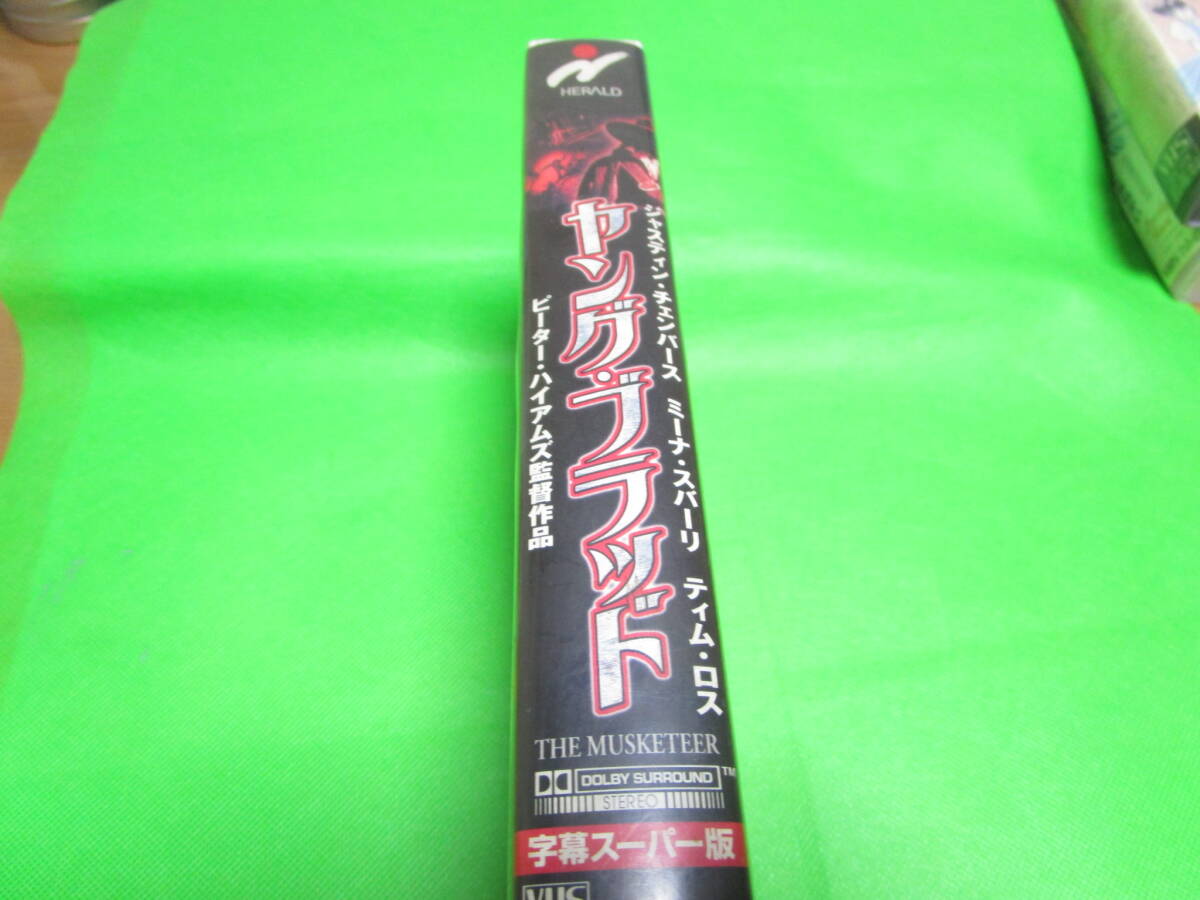 HERALD
ジャスティン・チェンバース ミーナ・スバーリ ティム・ロス
ヤング・ブラッド
ピーター・ハイアムズ監督作品
THE MUSKETEER
DOLBY SURROUND TM
STEREO
字幕スーパー版
VHS